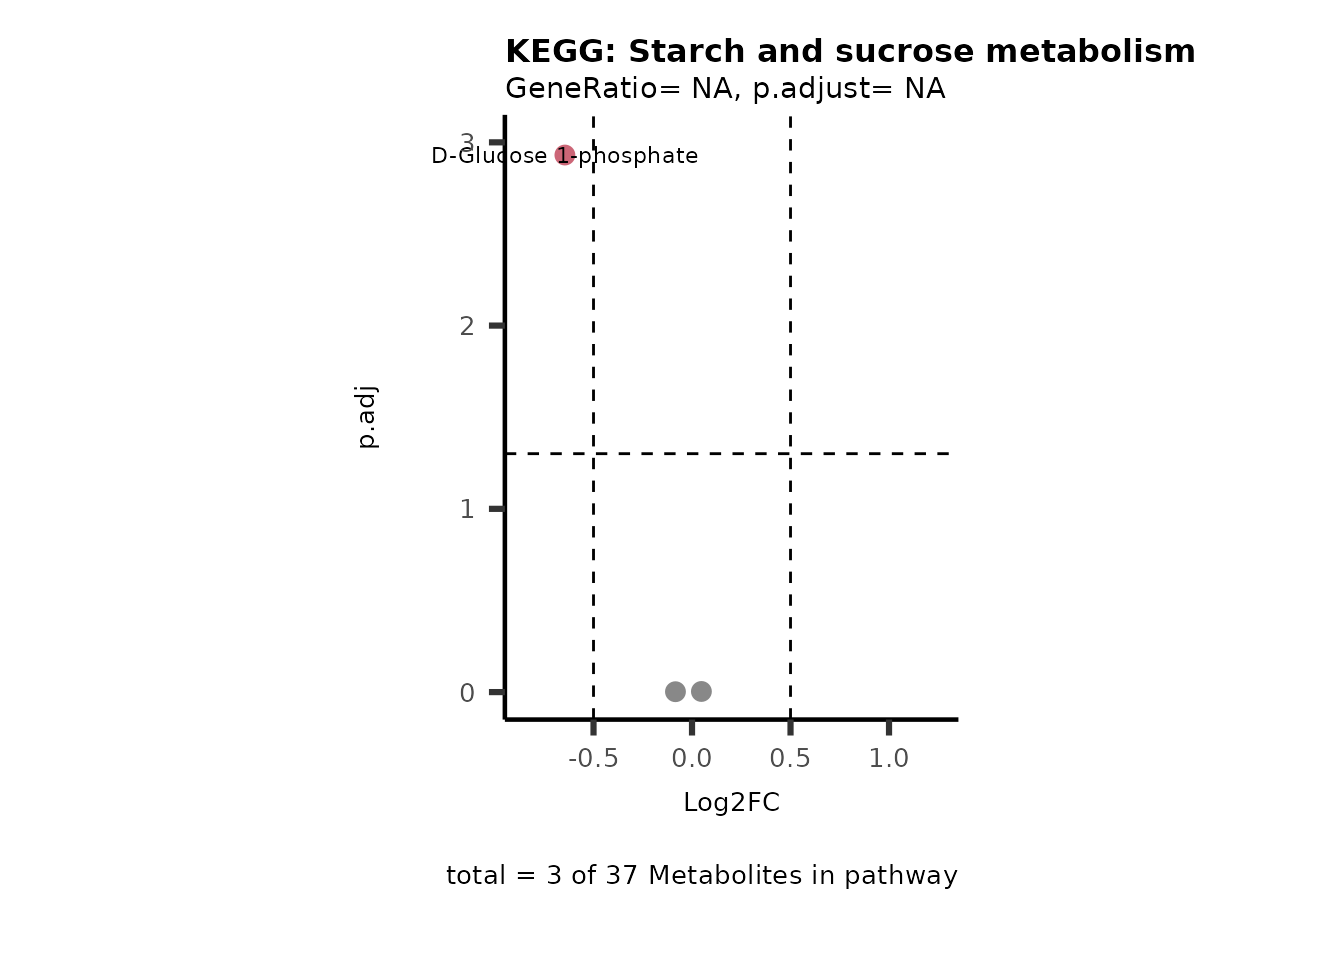 KEGG: Starch and sucrose metabolism
GeneRatio= NA, p.adjust= NA
3
D-Glucose 1-phosphate
2
p.adj
1
0
-0.5 0.0 0.5 1.0
Log2FC
total = 3 of 37 Metabolites in pathway